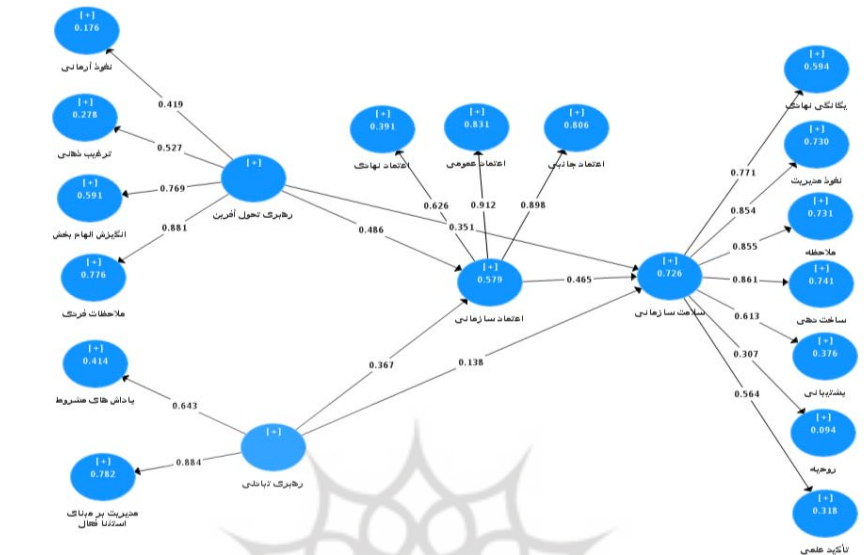 [+]
0.176
نفوذ آرمانی
[+]
0.278
ترغیب ذهنی
[+]
0.591
انگیزش الهام بخش
[+]
0.776
ملاحظات فردی
[+]
0.414
پاداش های مشروط
[+]
0.782
مدیریت بر مبنای
استثنا فعال
0.419
0.527
0.769
0.881
0.643
0.884
[+]
رهبری تحول آفرین
[+]
رهبری تبادلی
[+]
0.391
اعتماد نهادی
[+]
0.831
اعتماد عمومی
[+]
0.806
اعتماد جانبی
0.626
0.912
0.898
0.351
0.486
0.367
0.138
[+]
0.579
اعتماد سازمانی
0.465
[+]
0.726
سلامت سازمانی
0.771
0.854
0.855
0.861
0.613
0.307
0.564
[+]
0.594
یگانگی نهادی
[+]
0.730
نفوذ مدیریت
[+]
0.731
ملاحظه
[+]
0.741
ساخت دهی
[+]
0.376
پشتیبانی
[+]
0.094
روحیه
[+]
0.318
تأکید علمی